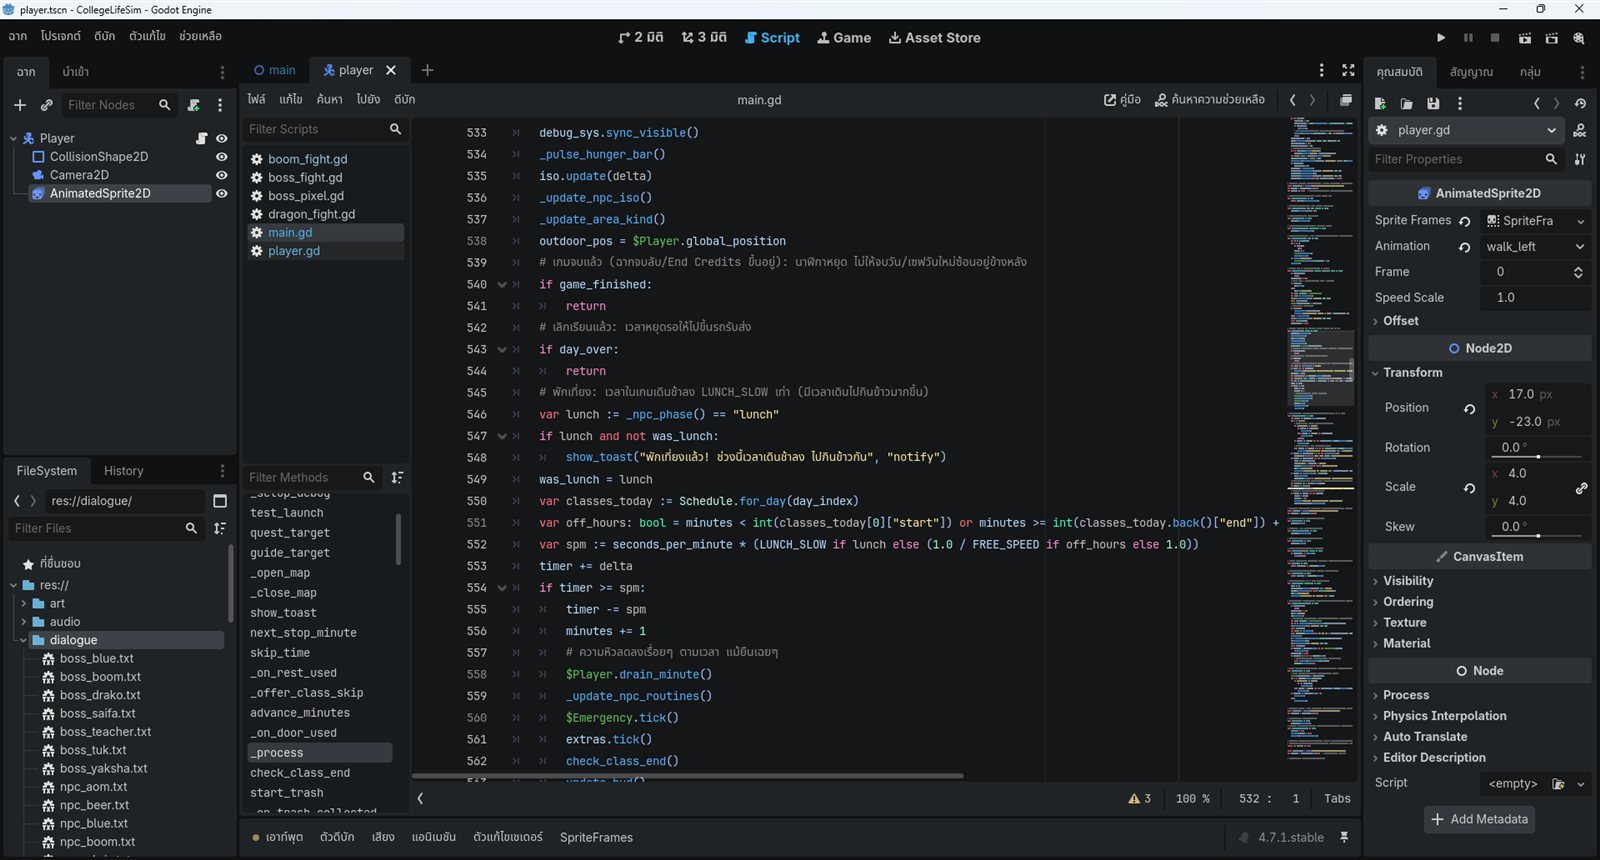 player.tscn - CollegeLifeSim - Godot Engine
ฉาก โปรเจกต์ ดีบัก ตัวแก้ไข ช่วยเหลือ
2 มิติ 3 มิติ Script Game Asset Store
ฉาก นำเข้า
main player
คุณสมบัติ สัญญาณ กลุ่ม
Filter Nodes
ไฟล์ แก้ไข ค้นหา ไปยัง ดีบัก
main.gd
คู่มือ ค้นหาความช่วยเหลือ
Player
CollisionShape2D
Camera2D
AnimatedSprite2D
FileSystem History
res://dialogue/
Filter Files
ที่ชื่นชอบ
res://
art
audio
dialogue
boss_blue.txt
boss_boom.txt
boss_drako.txt
boss_saifa.txt
boss_teacher.txt
boss_tuk.txt
boss_yaksha.txt
npc_aom.txt
npc_beer.txt
npc_blue.txt
npc_boom.txt
Filter Scripts
boom_fight.gd
boss_fight.gd
boss_pixel.gd
dragon_fight.gd
main.gd
player.gd
Filter Methods
_setup_debug
test_launch
quest_target
guide_target
_open_map
_close_map
show_toast
next_stop_minute
skip_time
_on_rest_used
_offer_class_skip
advance_minutes
_on_door_used
_process
check_class_end
start_trash
_on_trash_collected
533 debug_sys.sync_visible()
534 _pulse_hunger_bar()
535 iso.update(delta)
536 _update_npc_iso()
537 _update_area_kind()
538 outdoor_pos = $Player.global_position
539 # เกมจบแล้ว (ฉากจบลับ/End Credits ขึ้นอยู่): นาฬิกาหยุด ไม่ให้จบวัน/เซฟวันใหม่ซ้อนอยู่ข้างหลัง
540 if game_finished:
541 return
542 # เลิกเรียนแล้ว: เวลาหยุดรอให้ไปขึ้นรถรับส่ง
543 if day_over:
544 return
545 # พักเที่ยง: เวลาในเกมเดินช้าลง LUNCH_SLOW เท่า (มีเวลาเดินไปกินข้าวมากขึ้น)
546 var lunch := _npc_phase() == "lunch"
547 if lunch and not was_lunch:
548 show_toast("พักเที่ยงแล้ว! ช่วงนี้เวลาเดินช้าลง ไปกินข้าวกัน", "notify")
549 was_lunch = lunch
550 var classes_today := Schedule.for_day(day_index)
551 var off_hours: bool = minutes < int(classes_today[0]["start"]) or minutes >= int(classes_today.back()["end"]) +
552 var spm := seconds_per_minute * (LUNCH_SLOW if lunch else (1.0 / FREE_SPEED if off_hours else 1.0))
553 timer += delta
554 if timer >= spm:
555 timer -= spm
556 minutes += 1
557 # ความหิวลดลงเรื่อยๆ ตามเวลา แม้ยืนเฉยๆ
558 $Player.drain_minute()
559 _update_npc_routines()
560 $Emergency.tick()
561 extras.tick()
562 check_class_end()
563 update_hud()
3 100 % 532 : 1 Tabs
เอาท์พุต ตัวดีบัก เสียง แอนิเมชัน ตัวแก้ไขเชเดอร์ SpriteFrames
4.7.1.stable
player.gd
Filter Properties
AnimatedSprite2D
Sprite Frames SpriteFra
Animation walk_left
Frame 0
Speed Scale 1.0
Offset
Node2D
Transform
Position x 17.0 px
y -23.0 px
Rotation 0.0 °
Scale x 4.0
y 4.0
Skew 0.0 °
CanvasItem
Visibility
Ordering
Texture
Material
Node
Process
Physics Interpolation
Auto Translate
Editor Description
Script <empty>
Add Metadata